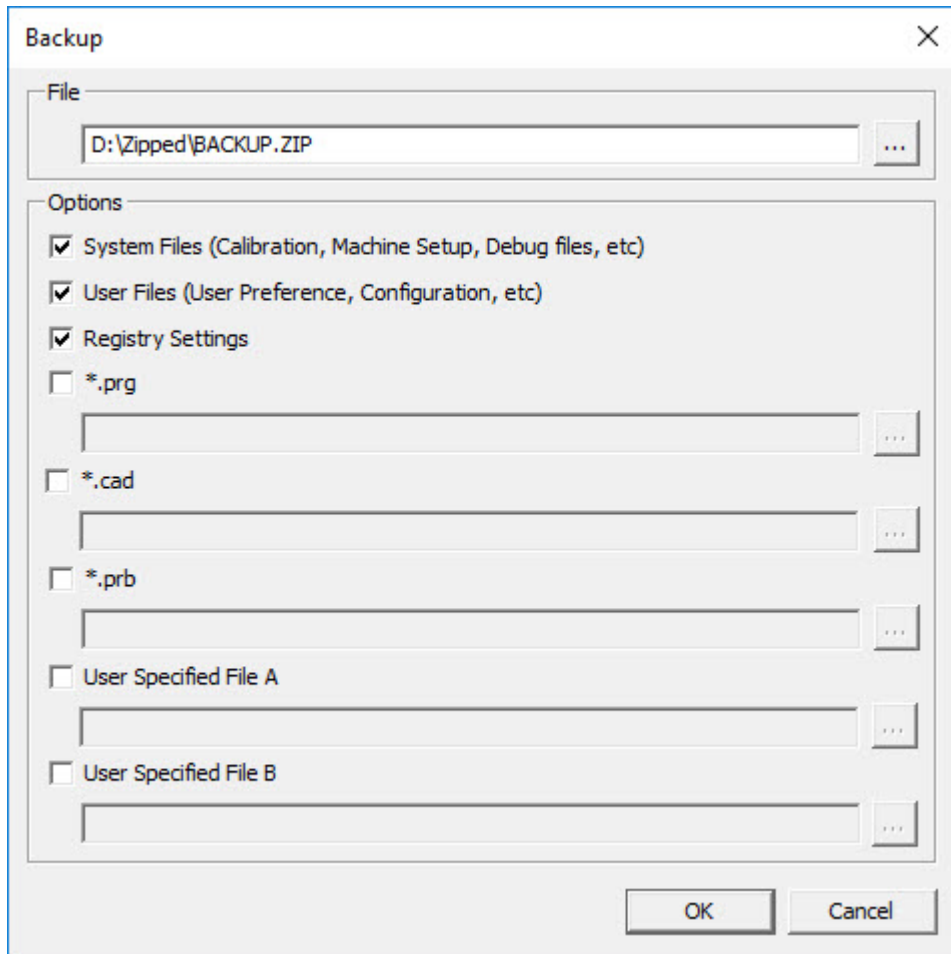 Backup
File
D:\Zipped\BACKUP.ZIP
...
Options
System Files (Calibration, Machine Setup, Debug files, etc)
User Files (User Preference, Configuration, etc)
Registry Settings
*.prg
...
*.cad
...
*.prb
...
User Specified File A
...
User Specified File B
...
OK Cancel